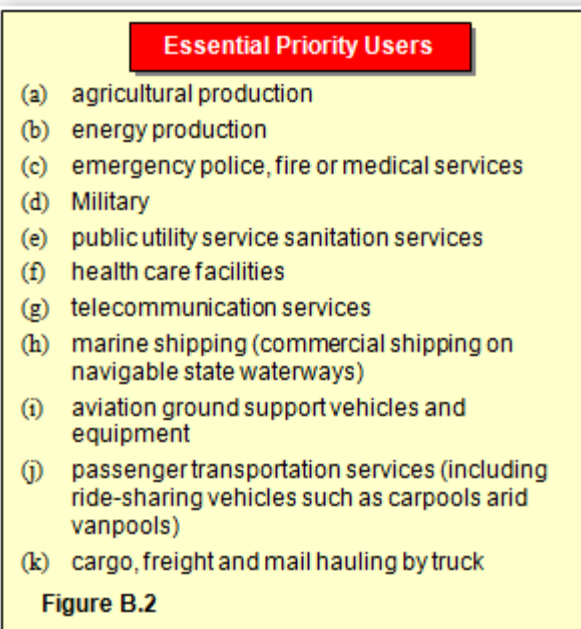 Essential Priority Users
(a) agricultural production
(b) energy production
(c) emergency police, fire or medical services
(d) Military
(e) public utility service sanitation services
(f) health care facilities
(g) telecommunication services
(h) marine shipping (commercial shipping on
navigable state waterways)
(i) aviation ground support vehicles and
equipment
(j) passenger transportation services (including
ride-sharing vehicles such as carpools arid
vanpools)
(k) cargo, freight and mail hauling by truck
Figure B.2